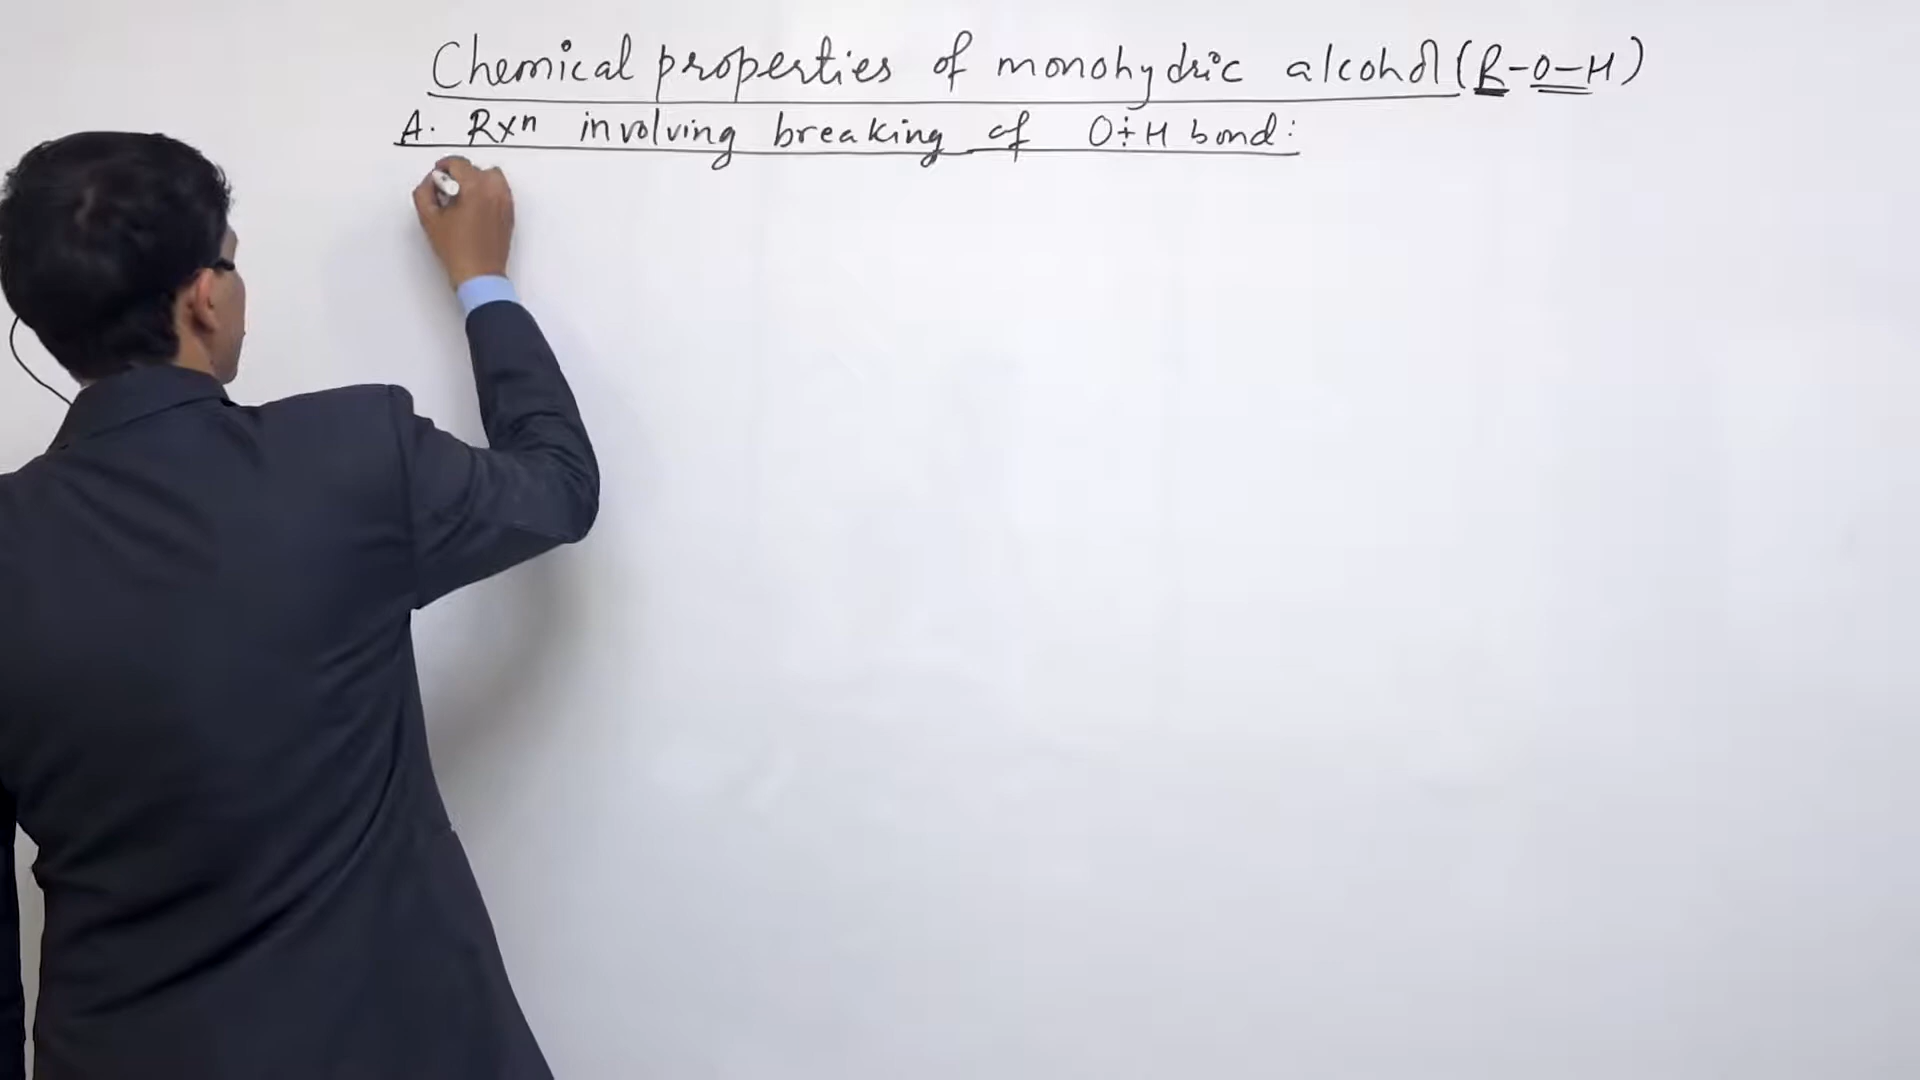 Chemical properties of monohydric alcohol (R-O-H)
A. Rxn involving breaking of O÷H bond: